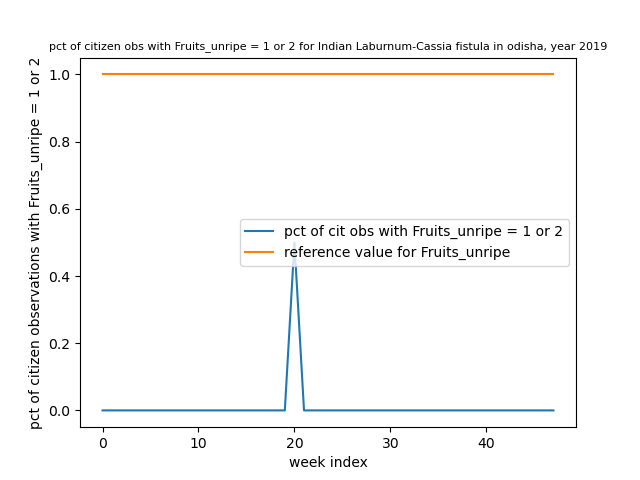 pct of citizen obs with Fruits_unripe = 1 or 2 for Indian Laburnum-Cassia fistula in odisha, year 2019
pct of citizen observations with Fruits_unripe = 1 or 2
1.0
0.8
0.6
0.4
0.2
0.0
pct of cit obs with Fruits_unripe = 1 or 2
reference value for Fruits_unripe
0 10 20 30 40
week index